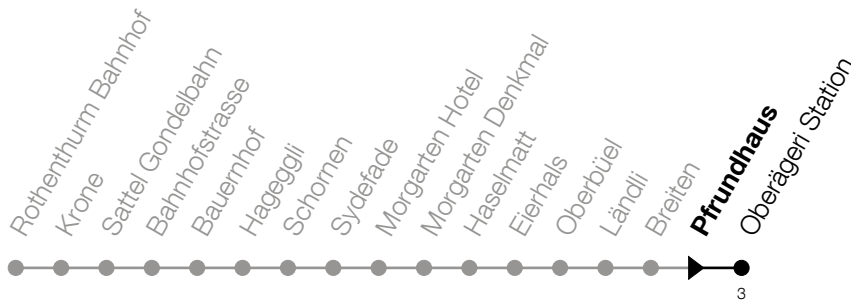 Rothenthurm Bahnhof
Krone
Sattel Gondelbahn
Bahnhofstrasse
Bauernhof
Hageggli
Schornen
Sydefade
Morgarten Hotel
Morgarten Denkmal
Haselmatt
Eierhals
Oberbüel
Ländli
Breiten
Pfrundhaus
Oberägeri Station
3